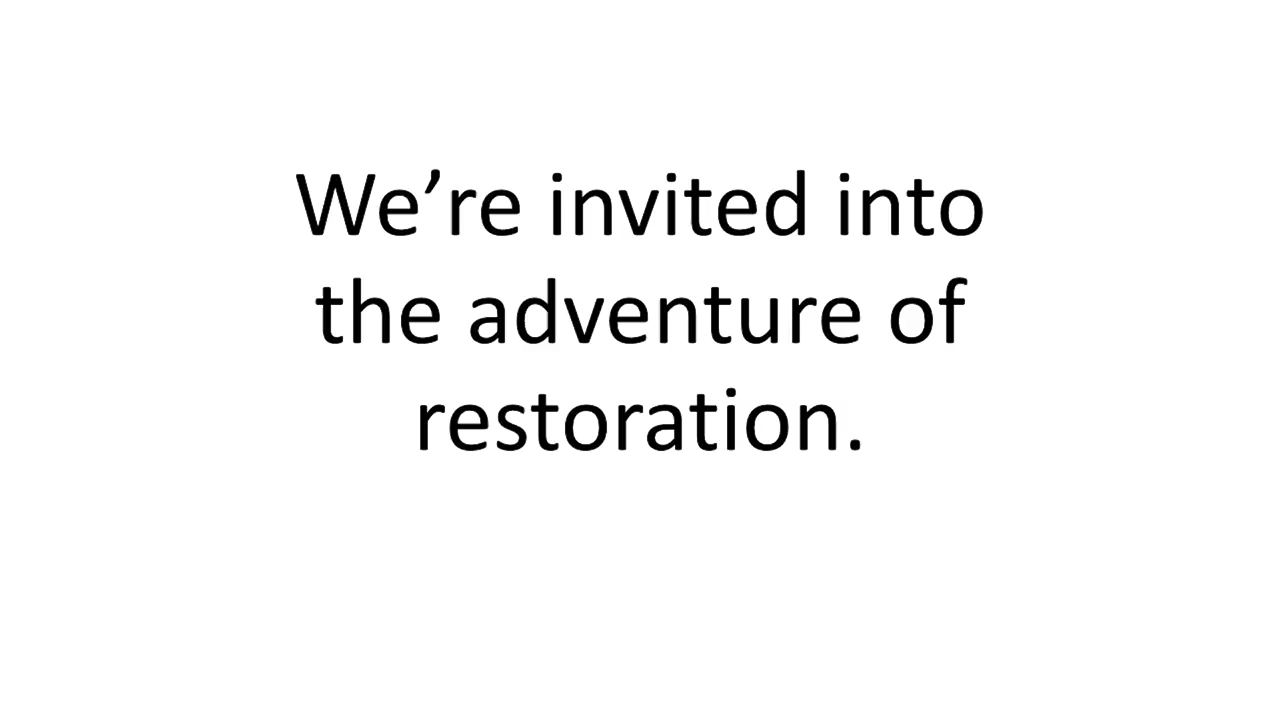 We’re invited into
the adventure of
restoration.